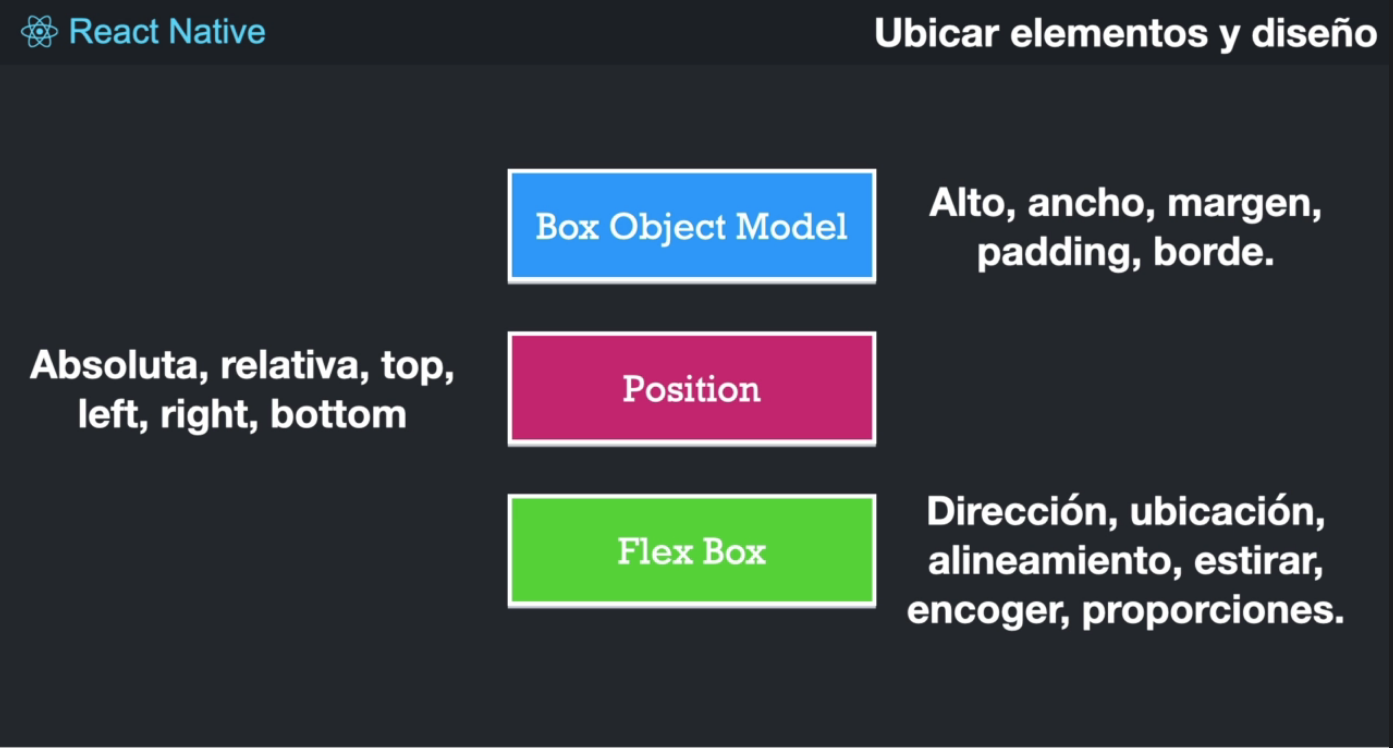 React Native
Ubicar elementos y diseño
Box Object Model
Alto, ancho, margen,
padding, borde.
Absoluta, relativa, top,
left, right, bottom
Position
Flex Box
Dirección, ubicación,
alineamiento, estirar,
encoger, proporciones.